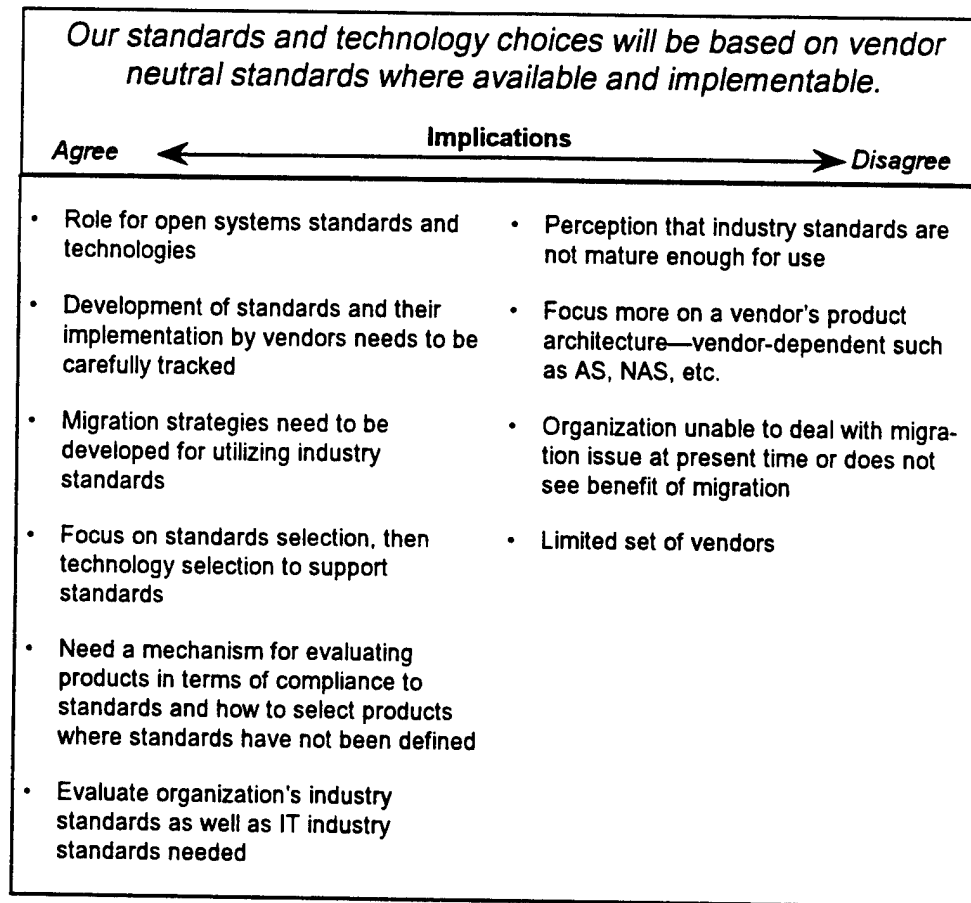 Our standards and technology choices will be based on vendor
neutral standards where available and implementable.
Implications
Agree
Disagree
• Role for open systems standards and
technologies
• Development of standards and their
implementation by vendors needs to be
carefully tracked
• Migration strategies need to be
developed for utilizing industry
standards
• Focus on standards selection, then
technology selection to support
standards
• Need a mechanism for evaluating
products in terms of compliance to
standards and how to select products
where standards have not been defined
• Evaluate organization's industry
standards as well as IT industry
standards needed
• Perception that industry standards are
not mature enough for use
• Focus more on a vendor's product
architecture—vendor-dependent such
as AS, NAS, etc.
• Organization unable to deal with migra-
tion issue at present time or does not
see benefit of migration
• Limited set of vendors